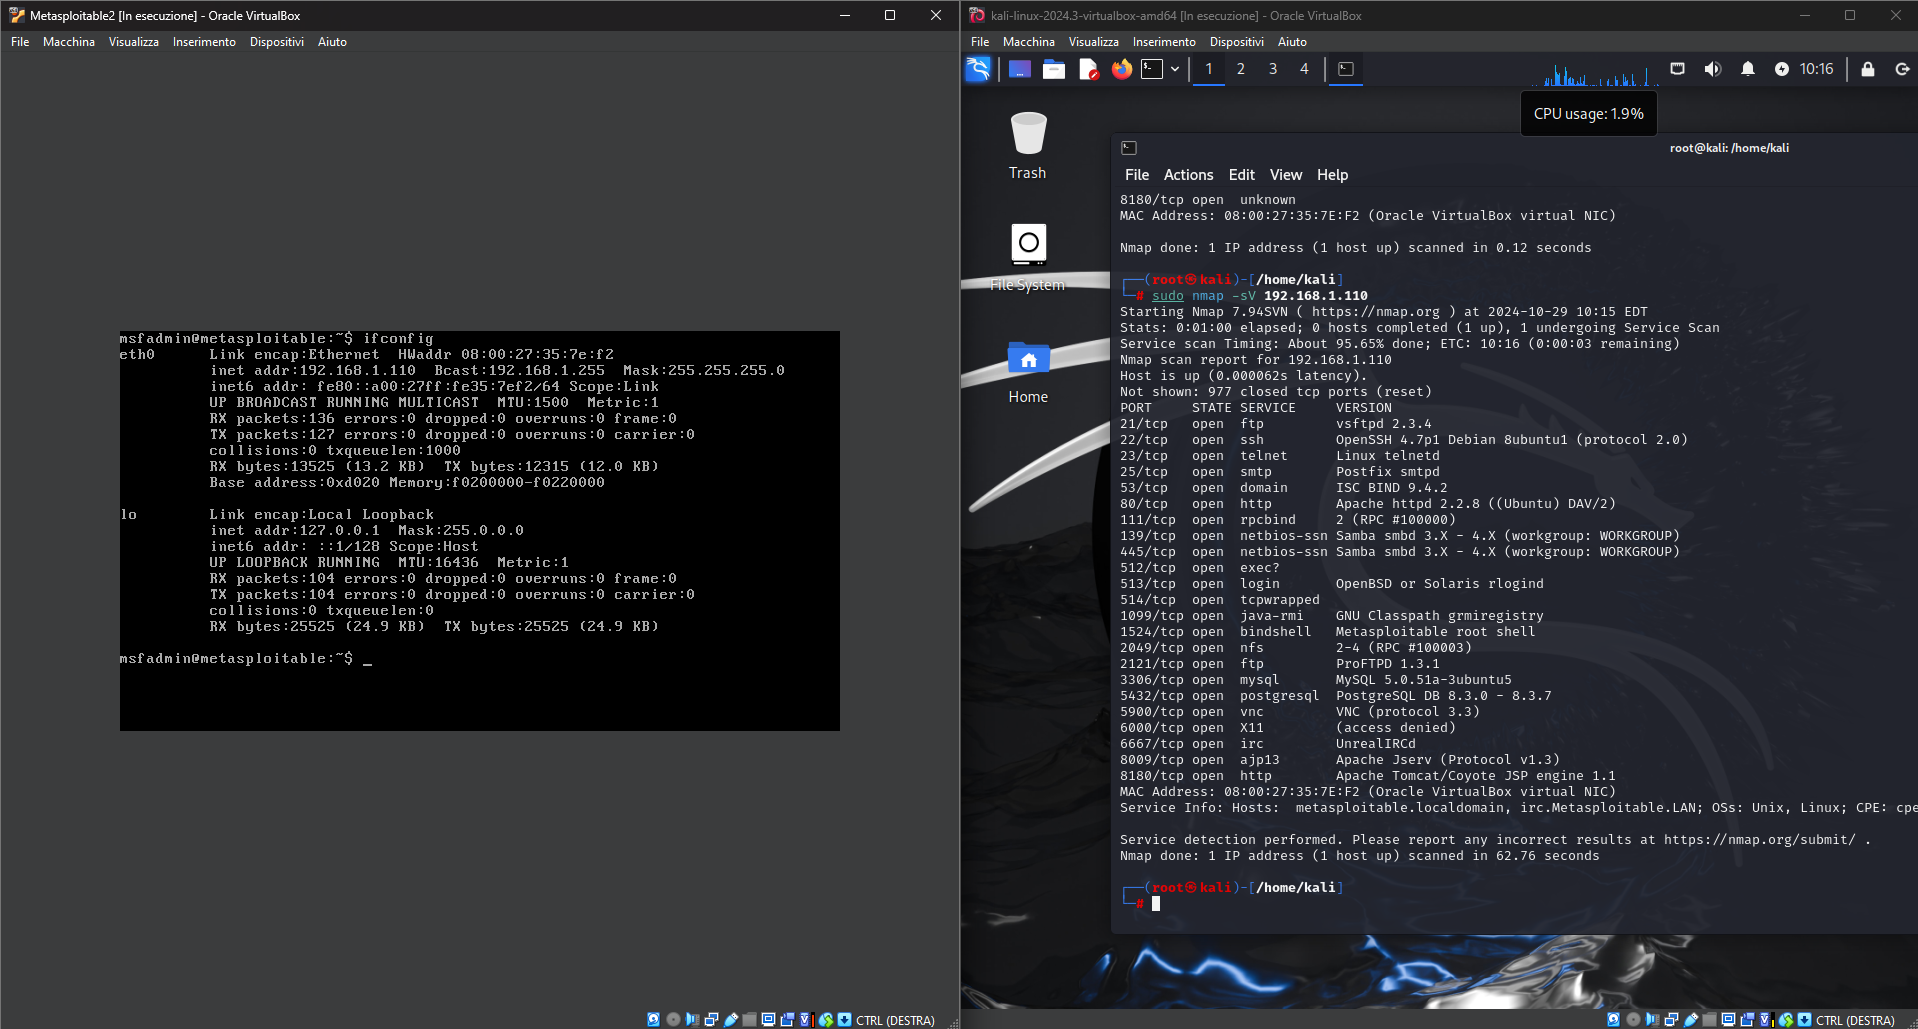 Metasploitable2 [In esecuzione] - Oracle VirtualBox
File Macchina Visualizza Inserimento Dispositivi Aiuto
msfadmin@metasploitable:~$ ifconfig
eth0 Link encap:Ethernet HWaddr 08:00:27:35:7e:f2
inet addr:192.168.1.110 Bcast:192.168.1.255 Mask:255.255.255.0
inet6 addr: fe80::a00:27ff:fe35:7ef2/64 Scope:Link
UP BROADCAST RUNNING MULTICAST MTU:1500 Metric:1
RX packets:136 errors:0 dropped:0 overruns:0 frame:0
TX packets:127 errors:0 dropped:0 overruns:0 carrier:0
collisions:0 txqueuelen:1000
RX bytes:13525 (13.2 KB) TX bytes:12315 (12.0 KB)
Base address:0xd020 Memory:f0200000-f0220000
lo Link encap:Local Loopback
inet addr:127.0.0.1 Mask:255.0.0.0
inet6 addr: ::1/128 Scope:Host
UP LOOPBACK RUNNING MTU:16436 Metric:1
RX packets:104 errors:0 dropped:0 overruns:0 frame:0
TX packets:104 errors:0 dropped:0 overruns:0 carrier:0
collisions:0 txqueuelen:0
RX bytes:25525 (24.9 KB) TX bytes:25525 (24.9 KB)
msfadmin@metasploitable:~$ _
CTRL (DESTRA)
kali-linux-2024.3-virtualbox-amd64 [In esecuzione] - Oracle VirtualBox
File Macchina Visualizza Inserimento Dispositivi Aiuto
1 2 3 4 10:16
CPU usage: 1.9%
Trash
File System
Home
root@kali: /home/kali
File Actions Edit View Help
8180/tcp open unknown
MAC Address: 08:00:27:35:7E:F2 (Oracle VirtualBox virtual NIC)
Nmap done: 1 IP address (1 host up) scanned in 0.12 seconds
┌──(root㉿kali)-[/home/kali]
└─# sudo nmap -sV 192.168.1.110
Starting Nmap 7.94SVN ( https://nmap.org ) at 2024-10-29 10:15 EDT
Stats: 0:01:00 elapsed; 0 hosts completed (1 up), 1 undergoing Service Scan
Service scan Timing: About 95.65% done; ETC: 10:16 (0:00:03 remaining)
Nmap scan report for 192.168.1.110
Host is up (0.000062s latency).
Not shown: 977 closed tcp ports (reset)
PORT STATE SERVICE VERSION
21/tcp open ftp vsftpd 2.3.4
22/tcp open ssh OpenSSH 4.7p1 Debian 8ubuntu1 (protocol 2.0)
23/tcp open telnet Linux telnetd
25/tcp open smtp Postfix smtpd
53/tcp open domain ISC BIND 9.4.2
80/tcp open http Apache httpd 2.2.8 ((Ubuntu) DAV/2)
111/tcp open rpcbind 2 (RPC #100000)
139/tcp open netbios-ssn Samba smbd 3.X - 4.X (workgroup: WORKGROUP)
445/tcp open netbios-ssn Samba smbd 3.X - 4.X (workgroup: WORKGROUP)
512/tcp open exec?
513/tcp open login OpenBSD or Solaris rlogind
514/tcp open tcpwrapped
1099/tcp open java-rmi GNU Classpath grmiregistry
1524/tcp open bindshell Metasploitable root shell
2049/tcp open nfs 2-4 (RPC #100003)
2121/tcp open ftp ProFTPD 1.3.1
3306/tcp open mysql MySQL 5.0.51a-3ubuntu5
5432/tcp open postgresql PostgreSQL DB 8.3.0 - 8.3.7
5900/tcp open vnc VNC (protocol 3.3)
6000/tcp open X11 (access denied)
6667/tcp open irc UnrealIRCd
8009/tcp open ajp13 Apache Jserv (Protocol v1.3)
8180/tcp open http Apache Tomcat/Coyote JSP engine 1.1
MAC Address: 08:00:27:35:7E:F2 (Oracle VirtualBox virtual NIC)
Service Info: Hosts: metasploitable.localdomain, irc.Metasploitable.LAN; OSs: Unix, Linux; CPE: cpe
Service detection performed. Please report any incorrect results at https://nmap.org/submit/ .
Nmap done: 1 IP address (1 host up) scanned in 62.76 seconds
┌──(root㉿kali)-[/home/kali]
└─#
CTRL (DESTRA)